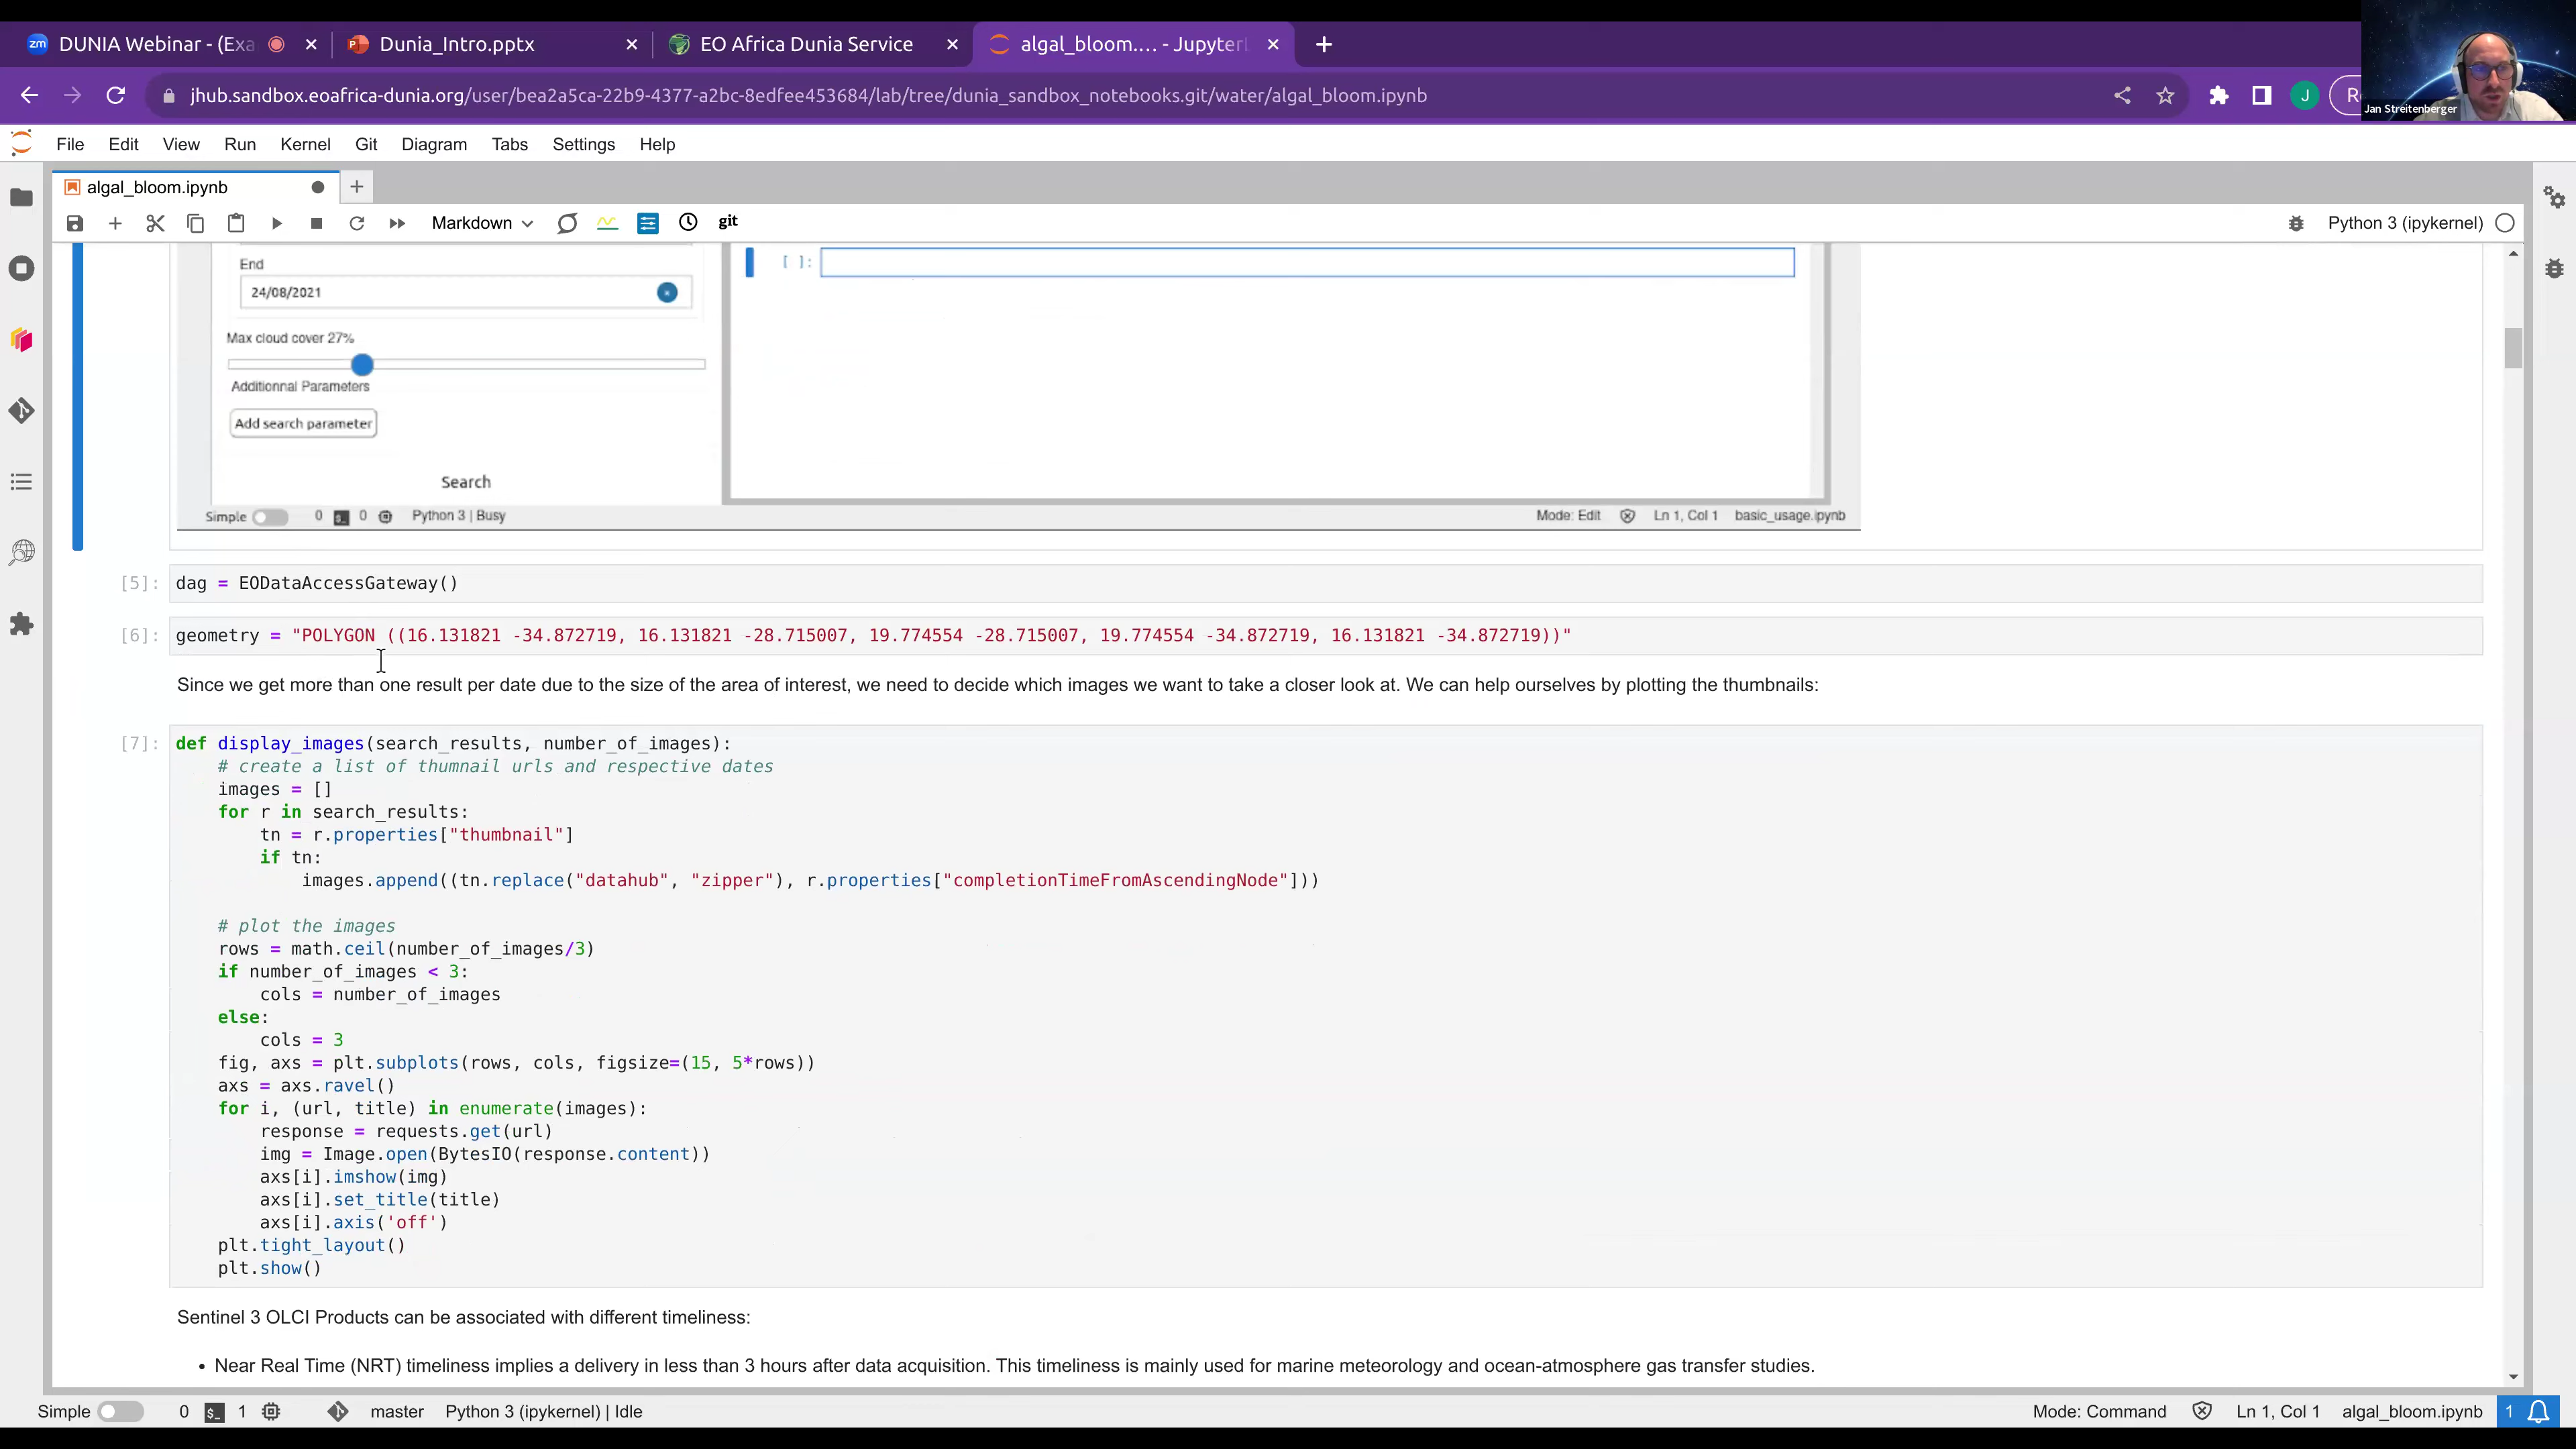 DUNIA Webinar - (Exa
Dunia_Intro.pptx
EO Africa Dunia Service
algal_bloom.... - JupyterL
jhub.sandbox.eoafrica-dunia.org/user/bea2a5ca-22b9-4377-a2bc-8edfee453684/lab/tree/dunia_sandbox_notebooks.git/water/algal_bloom.ipynb
J
Jan Streitenberger
File Edit View Run Kernel Git Diagram Tabs Settings Help
algal_bloom.ipynb
Markdown
git
Python 3 (ipykernel)
End
[ ]:
24/08/2021
Max cloud cover 27%
Additionnal Parameters
Add search parameter
Search
Simple 0 0 Python 3 | Busy Mode: Edit Ln 1, Col 1 basic_usage.ipynb
[5]: dag = EODataAccessGateway()
[6]: geometry = "POLYGON ((16.131821 -34.872719, 16.131821 -28.715007, 19.774554 -28.715007, 19.774554 -34.872719, 16.131821 -34.872719))"
Since we get more than one result per date due to the size of the area of interest, we need to decide which images we want to take a closer look at. We can help ourselves by plotting the thumbnails:
[7]: def display_images(search_results, number_of_images):
# create a list of thumnail urls and respective dates
images = []
for r in search_results:
tn = r.properties["thumbnail"]
if tn:
images.append((tn.replace("datahub", "zipper"), r.properties["completionTimeFromAscendingNode"]))
# plot the images
rows = math.ceil(number_of_images/3)
if number_of_images < 3:
cols = number_of_images
else:
cols = 3
fig, axs = plt.subplots(rows, cols, figsize=(15, 5*rows))
axs = axs.ravel()
for i, (url, title) in enumerate(images):
response = requests.get(url)
img = Image.open(BytesIO(response.content))
axs[i].imshow(img)
axs[i].set_title(title)
axs[i].axis('off')
plt.tight_layout()
plt.show()
Sentinel 3 OLCI Products can be associated with different timeliness:
• Near Real Time (NRT) timeliness implies a delivery in less than 3 hours after data acquisition. This timeliness is mainly used for marine meteorology and ocean-atmosphere gas transfer studies.
Simple 0 1 master Python 3 (ipykernel) | Idle Mode: Command Ln 1, Col 1 algal_bloom.ipynb 1